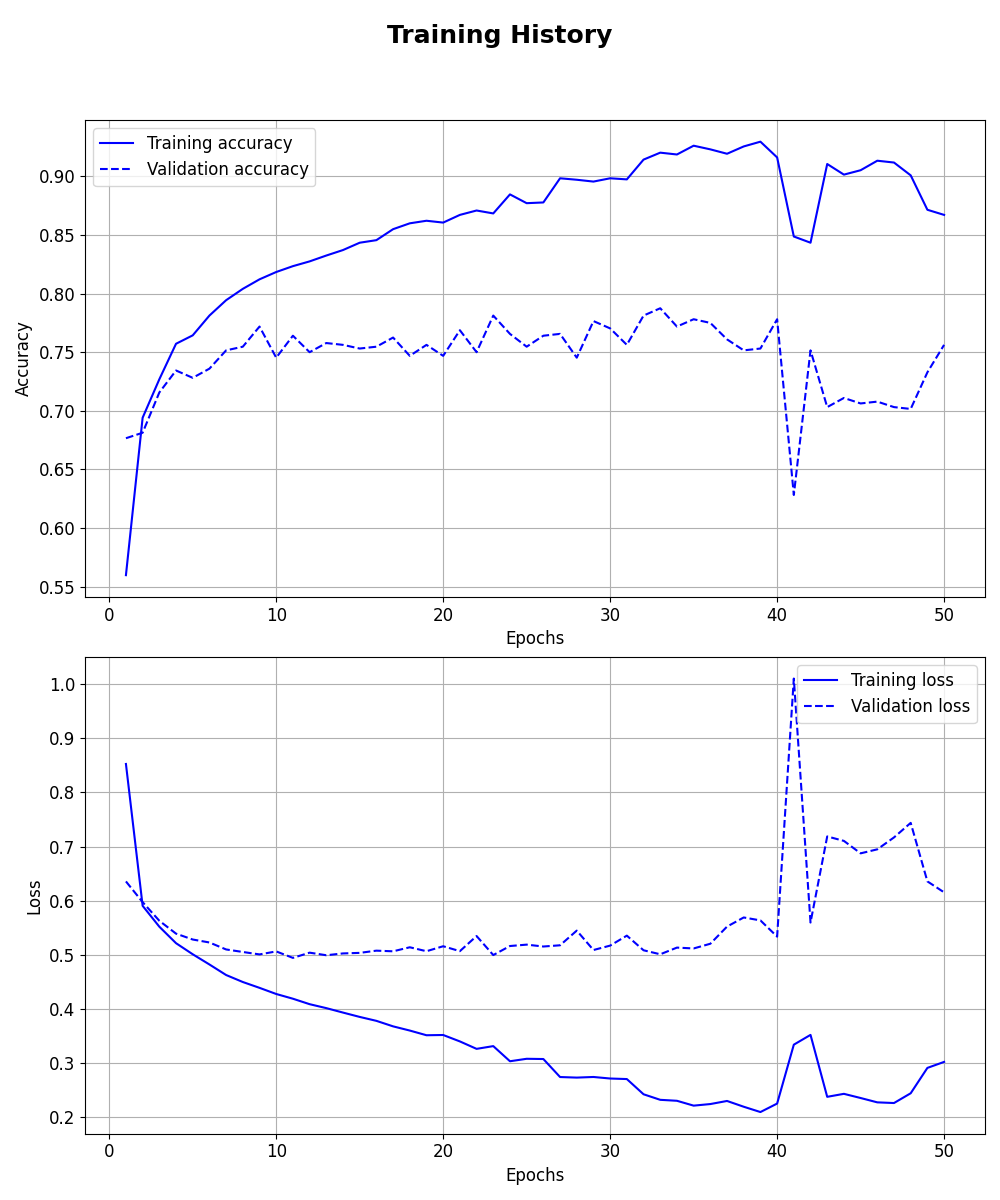 Training History
Training accuracy
Validation accuracy
0.90
0.85
0.80
0.75
0.70
0.65
0.60
0.55
Accuracy
0 10 20 30 40 50
Epochs
Training loss
Validation loss
1.0
0.9
0.8
0.7
0.6
0.5
0.4
0.3
0.2
Loss
0 10 20 30 40 50
Epochs